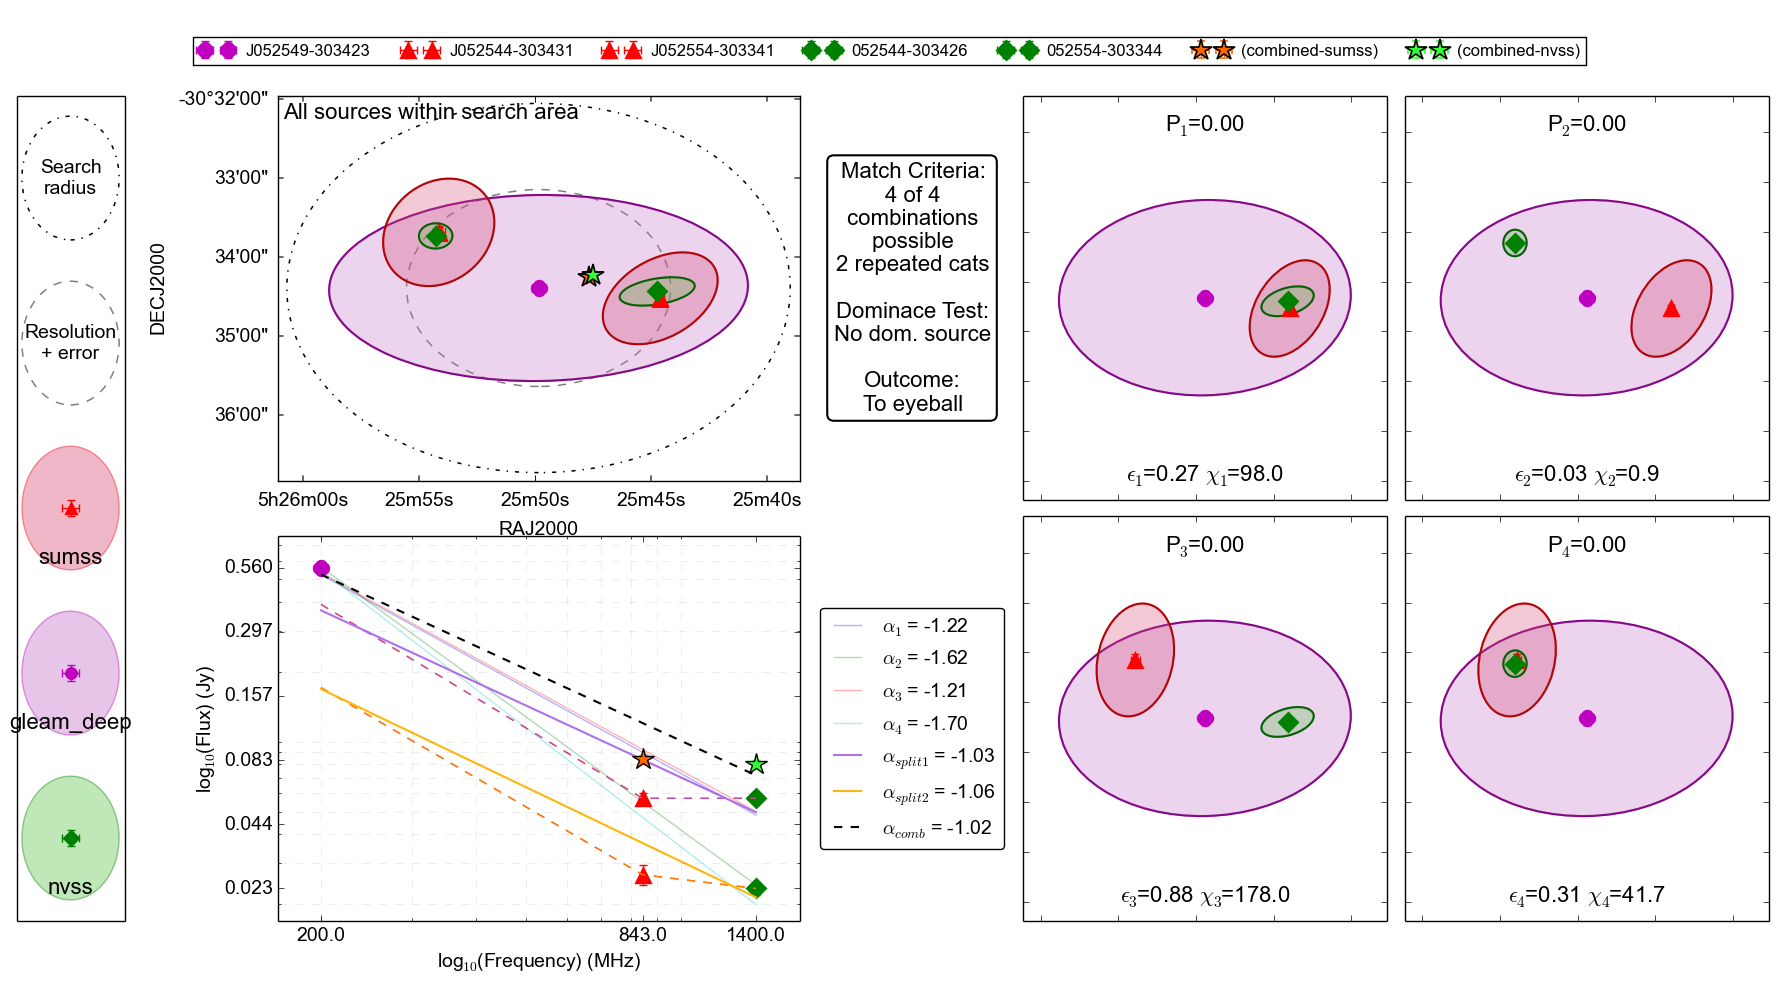 J052549-303423 J052544-303431 J052554-303341 052544-303426 052554-303344 (combined-sumss) (combined-nvss)
Search
radius
Resolution
+ error
sumss
gleam_deep
nvss
All sources within search area
-30°32'00"
33'00"
34'00"
35'00"
36'00"
DECJ2000
5h26m00s 25m55s 25m50s 25m45s 25m40s
RAJ2000
Match Criteria:
4 of 4
combinations
possible
2 repeated cats
Dominace Test:
No dom. source
Outcome:
To eyeball
P1=0.00
ϵ1=0.27 χ1=98.0
P2=0.00
ϵ2=0.03 χ2=0.9
P3=0.00
ϵ3=0.88 χ3=178.0
P4=0.00
ϵ4=0.31 χ4=41.7
0.560
0.297
0.157
0.083
0.044
0.023
log10(Flux) (Jy)
200.0 843.0 1400.0
log10(Frequency) (MHz)
α1 = -1.22
α2 = -1.62
α3 = -1.21
α4 = -1.70
αsplit1 = -1.03
αsplit2 = -1.06
αcomb = -1.02